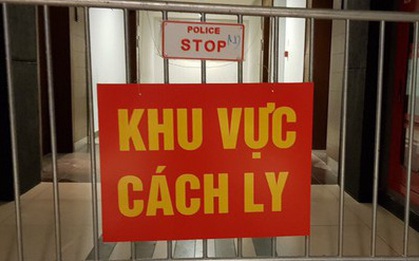 POLICE
STOP
KHU VỰC
CÁCH LY